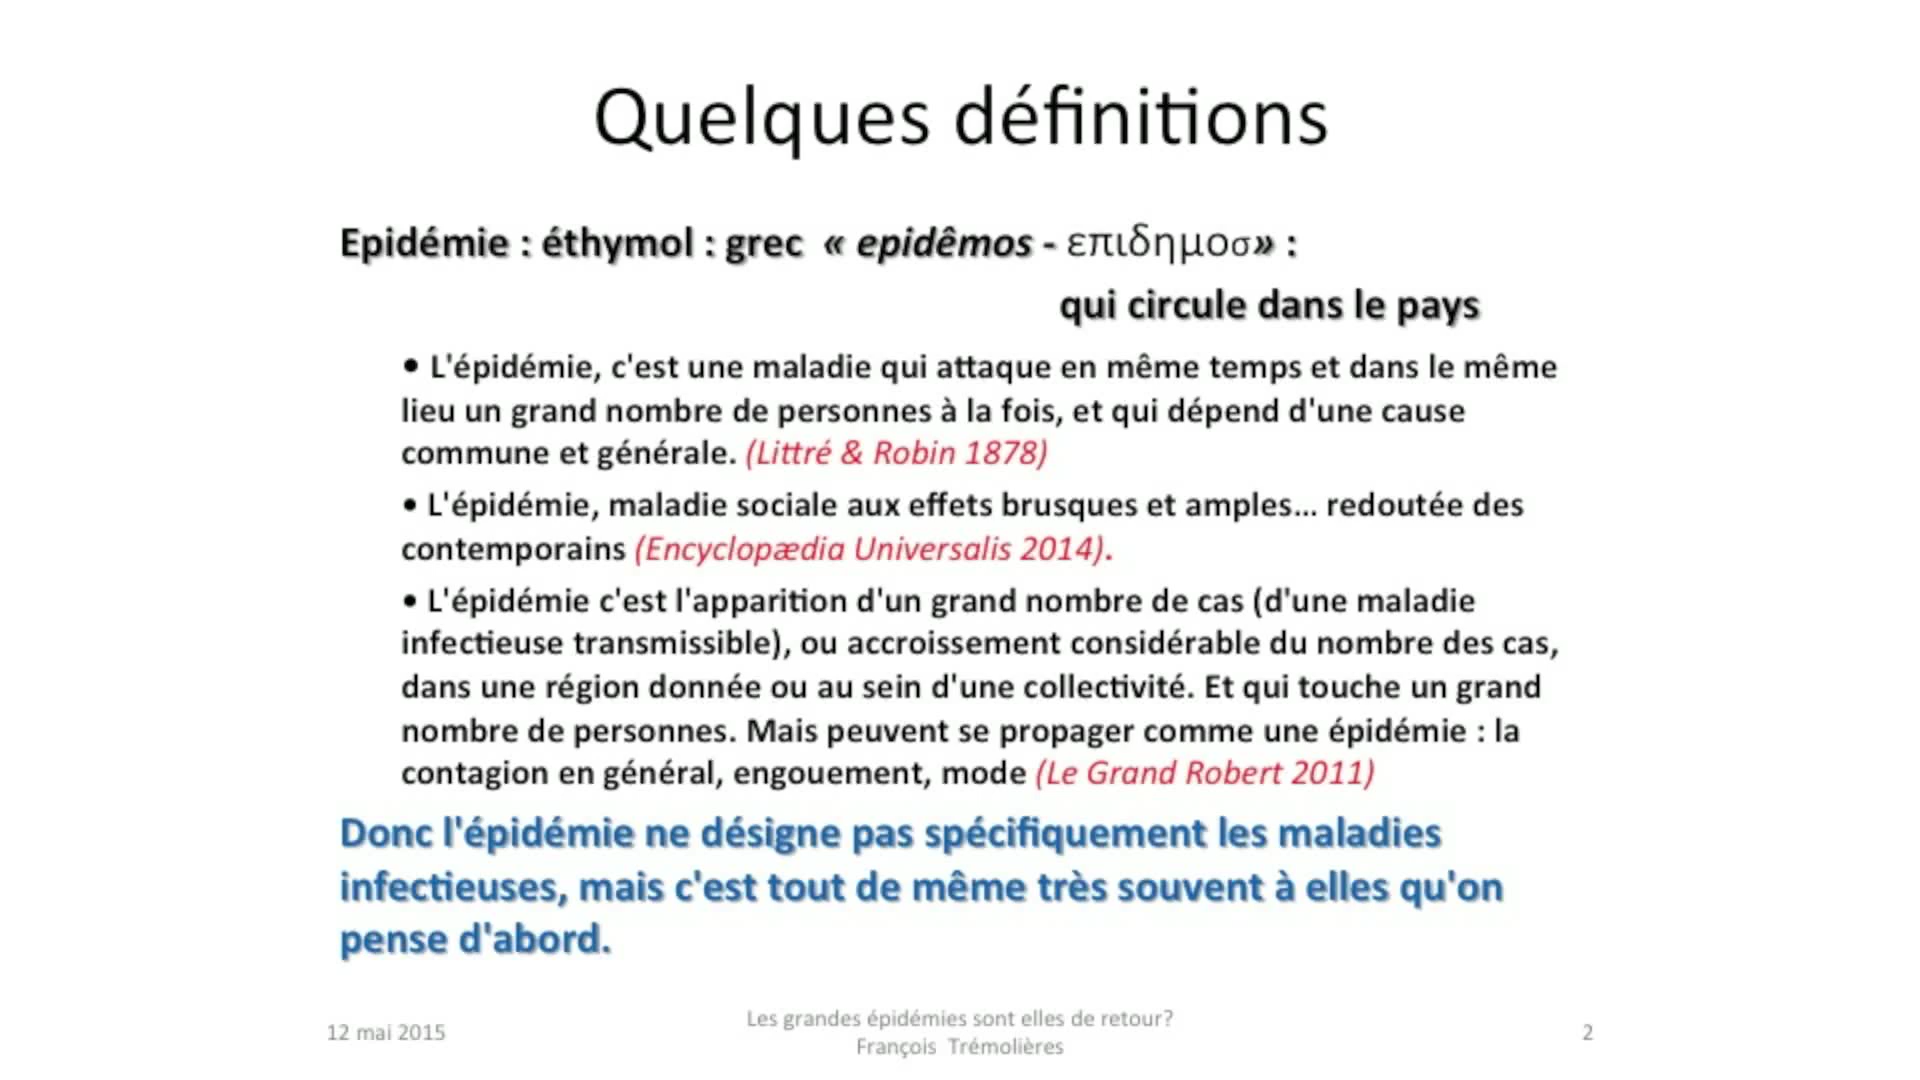 Quelques définitions
Epidémie : éthymol : grec « epidêmos - επιδημοσ» :
qui circule dans le pays
• L'épidémie, c'est une maladie qui attaque en même temps et dans le même
lieu un grand nombre de personnes à la fois, et qui dépend d'une cause
commune et générale. (Littré & Robin 1878)
• L'épidémie, maladie sociale aux effets brusques et amples... redoutée des
contemporains (Encyclopædia Universalis 2014).
• L'épidémie c'est l'apparition d'un grand nombre de cas (d'une maladie
infectieuse transmissible), ou accroissement considérable du nombre des cas,
dans une région donnée ou au sein d'une collectivité. Et qui touche un grand
nombre de personnes. Mais peuvent se propager comme une épidémie : la
contagion en général, engouement, mode (Le Grand Robert 2011)
Donc l'épidémie ne désigne pas spécifiquement les maladies
infectieuses, mais c'est tout de même très souvent à elles qu'on
pense d'abord.
12 mai 2015
Les grandes épidémies sont elles de retour?
François Trémolières
2